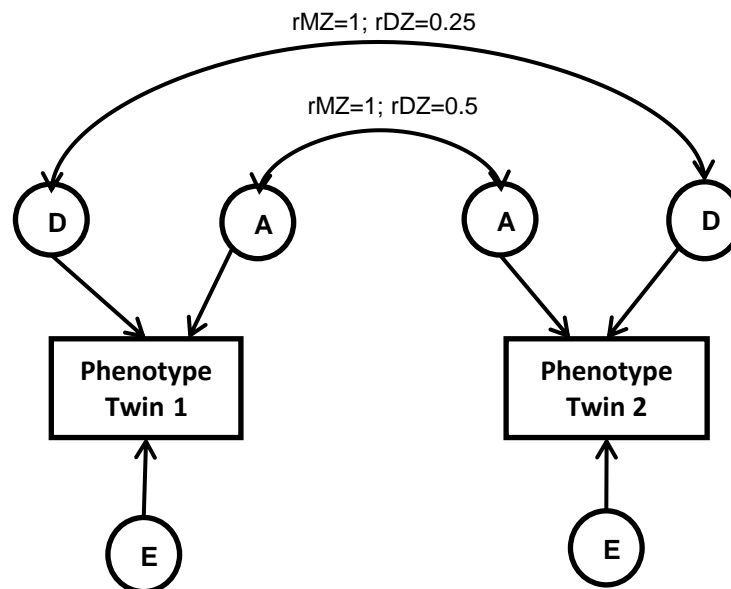 rMZ=1; rDZ=0.25
rMZ=1; rDZ=0.5
D
A
A
D
Phenotype
Twin 1
Phenotype
Twin 2
E
E